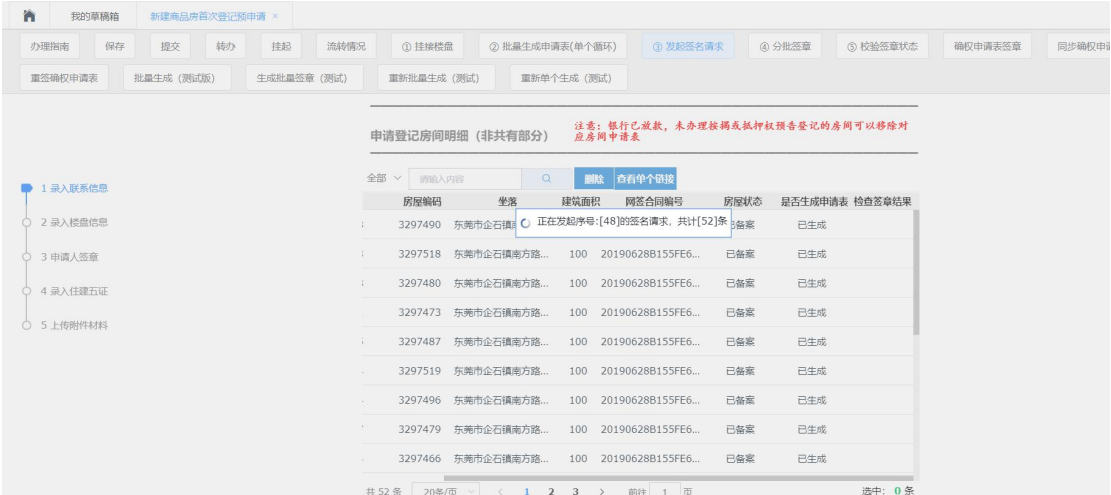 我的草稿箱 新建商品房首次登记预申请 ×
办理指南 保存 提交 转办 挂起 流转情况 ① 挂接楼盘 ② 批量生成申请表(单个循环) ③ 发起签名请求 ④ 分批签章 ⑤ 校验签章状态 确权申请表签章 同步确权申
重签确权申请表 批量生成（测试版） 生成批量签章（测试） 重新批量生成（测试） 重新单个生成（测试）
申请登记房间明细（非共有部分） 注意：银行已放款，未办理按揭或抵押权预告登记的房间可以移除对
应房间申请表
全部 请输入内容 删除 查看单个链接
1 录入联系信息
2 录入楼盘信息
3 申请人签章
4 录入住建五证
5 上传附件材料
房屋编码 坐落 建筑面积 网签合同编号 房屋状态 是否生成申请表 检查签章结果
正在发起序号:[48]的签名请求，共计[52]条
3297490 东莞市企石镇 备案 已生成
3297518 东莞市企石镇南方路... 100 20190628B155FE6... 已备案 已生成
3297480 东莞市企石镇南方路... 100 20190628B155FE6... 已备案 已生成
3297473 东莞市企石镇南方路... 100 20190628B155FE6... 已备案 已生成
3297487 东莞市企石镇南方路... 100 20190628B155FE6... 已备案 已生成
3297519 东莞市企石镇南方路... 100 20190628B155FE6... 已备案 已生成
3297496 东莞市企石镇南方路... 100 20190628B155FE6... 已备案 已生成
3297479 东莞市企石镇南方路... 100 20190628B155FE6... 已备案 已生成
3297466 东莞市企石镇南方路... 100 20190628B155FE6... 已备案 已生成
共 52 条 20条/页 < 1 2 3 > 前往 1 页 选中: 0 条